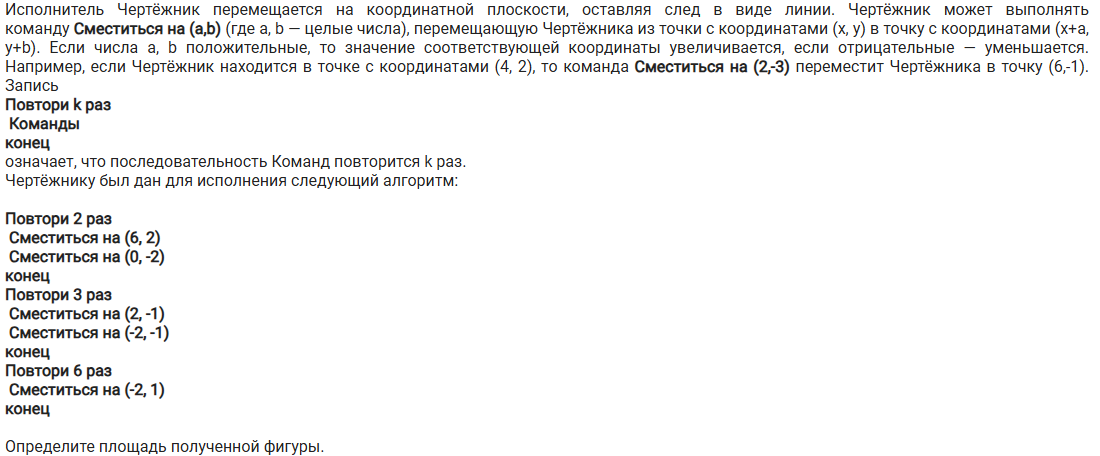 Исполнитель Чертёжник перемещается на координатной плоскости, оставляя след в виде линии. Чертёжник может выполнять
команду Сместиться на (a,b) (где a, b — целые числа), перемещающую Чертёжника из точки с координатами (x, y) в точку с координатами (x+a,
y+b). Если числа a, b положительные, то значение соответствующей координаты увеличивается, если отрицательные — уменьшается.
Например, если Чертёжник находится в точке с координатами (4, 2), то команда Сместиться на (2,-3) переместит Чертёжника в точку (6,-1).
Запись
Повтори k раз
Команды
конец
означает, что последовательность Команд повторится k раз.
Чертёжнику был дан для исполнения следующий алгоритм:
Повтори 2 раз
Сместиться на (6, 2)
Сместиться на (0, -2)
конец
Повтори 3 раз
Сместиться на (2, -1)
Сместиться на (-2, -1)
конец
Повтори 6 раз
Сместиться на (-2, 1)
конец
Определите площадь полученной фигуры.